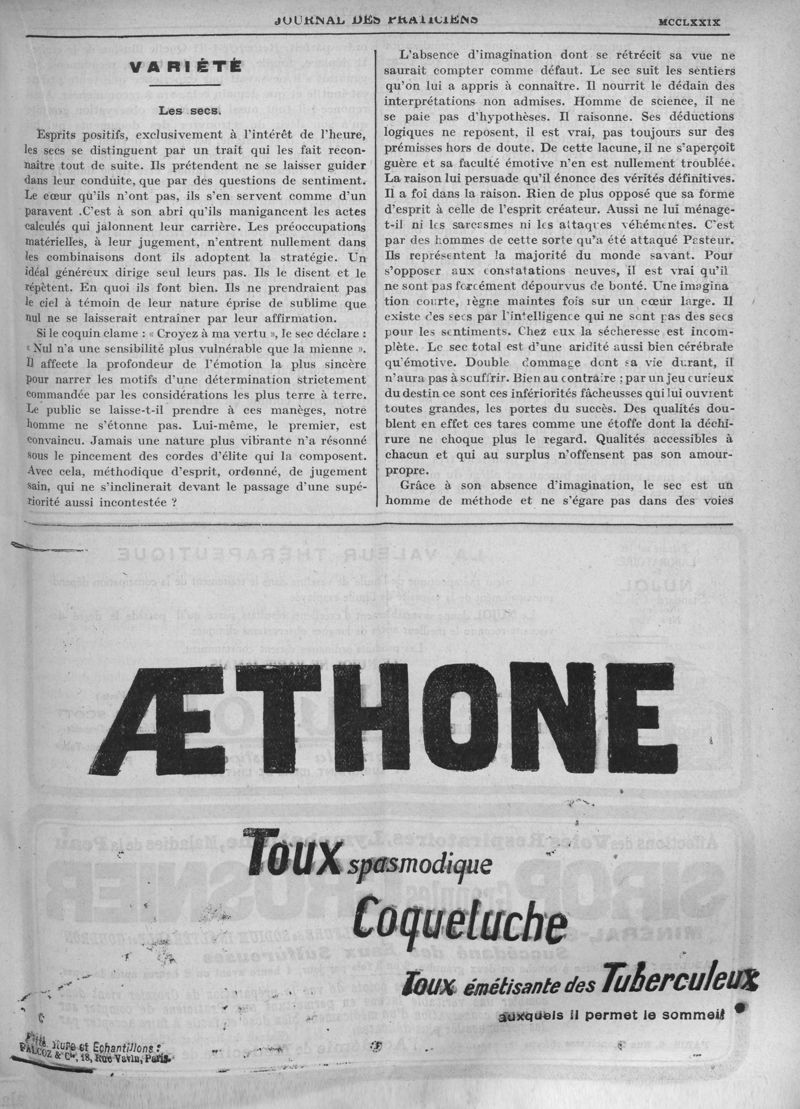 JOURNAL DES PRATICIENS
MCCLXXIX
VARIÉTÉ
Les secs.
Esprits positifs, exclusivement à l'intérêt de l'heure,
les secs se distinguent par un trait qui les fait recon-
naître tout de suite. Ils prétendent ne se laisser guider
dans leur conduite, que par des questions de sentiment.
Le cœur qu'ils n'ont pas, ils s'en servent comme d'un
paravent .C'est à son abri qu'ils manigancent les actes
calculés qui jalonnent leur carrière. Les préoccupations
matérielles, à leur jugement, n'entrent nullement dans
les combinaisons dont ils adoptent la stratégie. Un
idéal généreux dirige seul leurs pas. Ils le disent et le
répètent. En quoi ils font bien. Ils ne prendraient pas
le ciel à témoin de leur nature éprise de sublime que
nul ne se laisserait entraîner par leur affirmation.
Si le coquin clame : « Croyez à ma vertu », le sec déclare :
« Nul n'a une sensibilité plus vulnérable que la mienne ».
Il affecte la profondeur de l'émotion la plus sincère
pour narrer les motifs d'une détermination strictement
commandée par les considérations les plus terre à terre.
Le public se laisse-t-il prendre à ces manèges, notre
homme ne s'étonne pas. Lui-même, le premier, est
convaincu. Jamais une nature plus vibrante n'a résonné
sous le pincement des cordes d'élite qui la composent.
Avec cela, méthodique d'esprit, ordonné, de jugement
sain, qui ne s'inclinerait devant le passage d'une supé-
riorité aussi incontestée ?
L'absence d'imagination dont se rétrécit sa vue ne
saurait compter comme défaut. Le sec suit les sentiers
qu'on lui a appris à connaître. Il nourrit le dédain des
interprétations non admises. Homme de science, il ne
se paie pas d'hypothèses. Il raisonne. Ses déductions
logiques ne reposent, il est vrai, pas toujours sur des
prémisses hors de doute. De cette lacune, il ne s'aperçoit
guère et sa faculté émotive n'en est nullement troublée.
La raison lui persuade qu'il énonce des vérités définitives.
Il a foi dans la raison. Rien de plus opposé que sa forme
d'esprit à celle de l'esprit créateur. Aussi ne lui ménage-
t-il ni les sarcasmes ni les attaques véhémentes. C'est
par des hommes de cette sorte qu'a été attaqué Pasteur.
Ils représentent la majorité du monde savant. Pour
s'opposer aux constatations neuves, il est vrai qu'il
ne sont pas forcément dépourvus de bonté. Une imagina
tion courte, règne maintes fois sur un cœur large. Il
existe des secs par l'intelligence qui ne sont pas des secs
pour les sentiments. Chez eux la sécheresse est incom-
plète. Le sec total est d'une aridité aussi bien cérébrale
qu'émotive. Double dommage dont sa vie durant, il
n'aura pas à souffrir. Bien au contraire : par un jeu curieux
du destin ce sont ces infériorités fâcheuses qui lui ouvrent
toutes grandes, les portes du succès. Des qualités dou-
blent en effet ces tares comme une étoffe dont la déchi-
rure ne choque plus le regard. Qualités accessibles à
chacun et qui au surplus n'offensent pas son amour-
propre.
Grâce à son absence d'imagination, le sec est un
homme de méthode et ne s'égare pas dans des voies
ÆTHONE
Toux spasmodique
Coqueluche
Toux émétisante des Tuberculeux
auxquels il permet le sommeil
et Echantillons :
FALCOZ & Cie, 18, Rue Vavin, Paris.